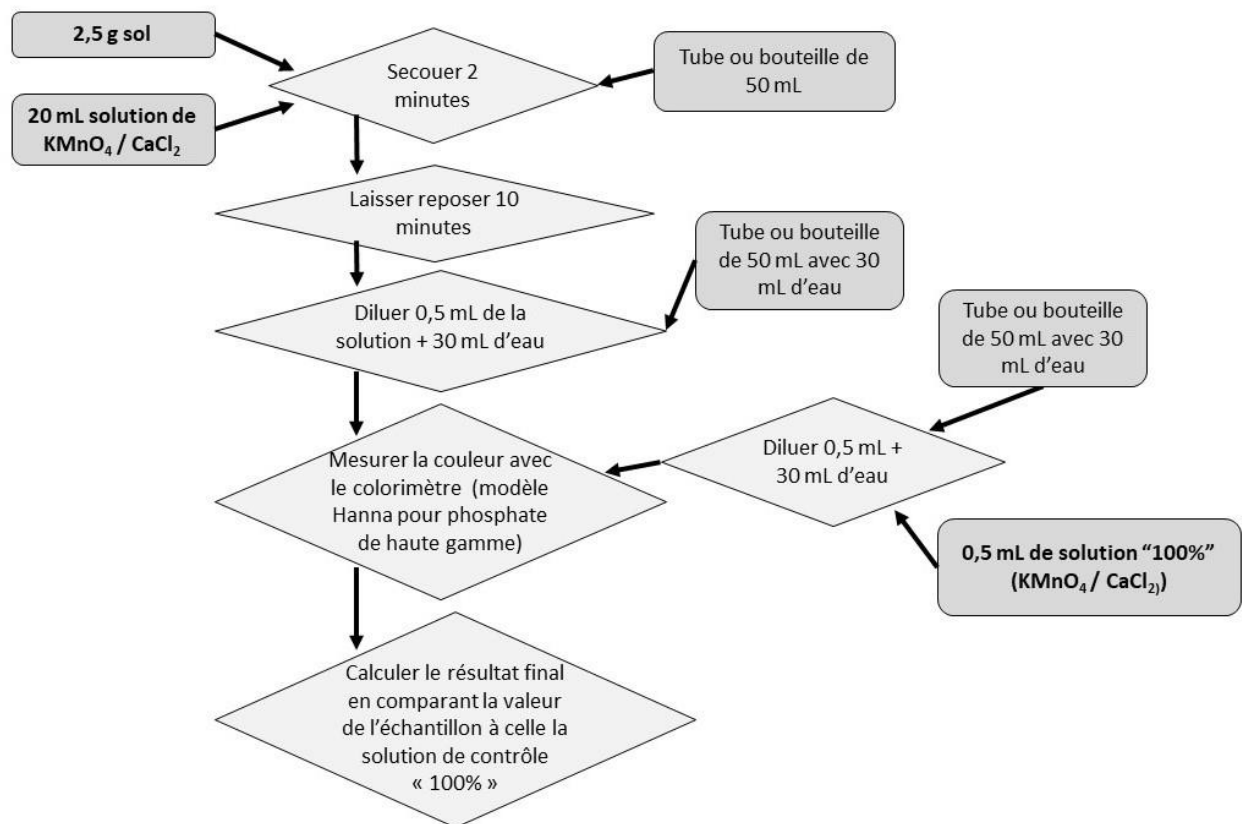 2,5 g sol
20 mL solution de
KMnO₄ / CaCl₂
Secouer 2
minutes
Tube ou bouteille de
50 mL
Laisser reposer 10
minutes
Tube ou bouteille
de 50 mL avec 30
mL d’eau
Diluer 0,5 mL de la
solution + 30 mL d’eau
Tube ou bouteille
de 50 mL avec 30
mL d’eau
Diluer 0,5 mL +
30 mL d’eau
0,5 mL de solution “100%”
(KMnO₄ / CaCl₂))
Mesurer la couleur avec
le colorimètre (modèle
Hanna pour phosphate
de haute gamme)
Calculer le résultat final
en comparant la valeur
de l’échantillon à celle la
solution de contrôle
« 100% »